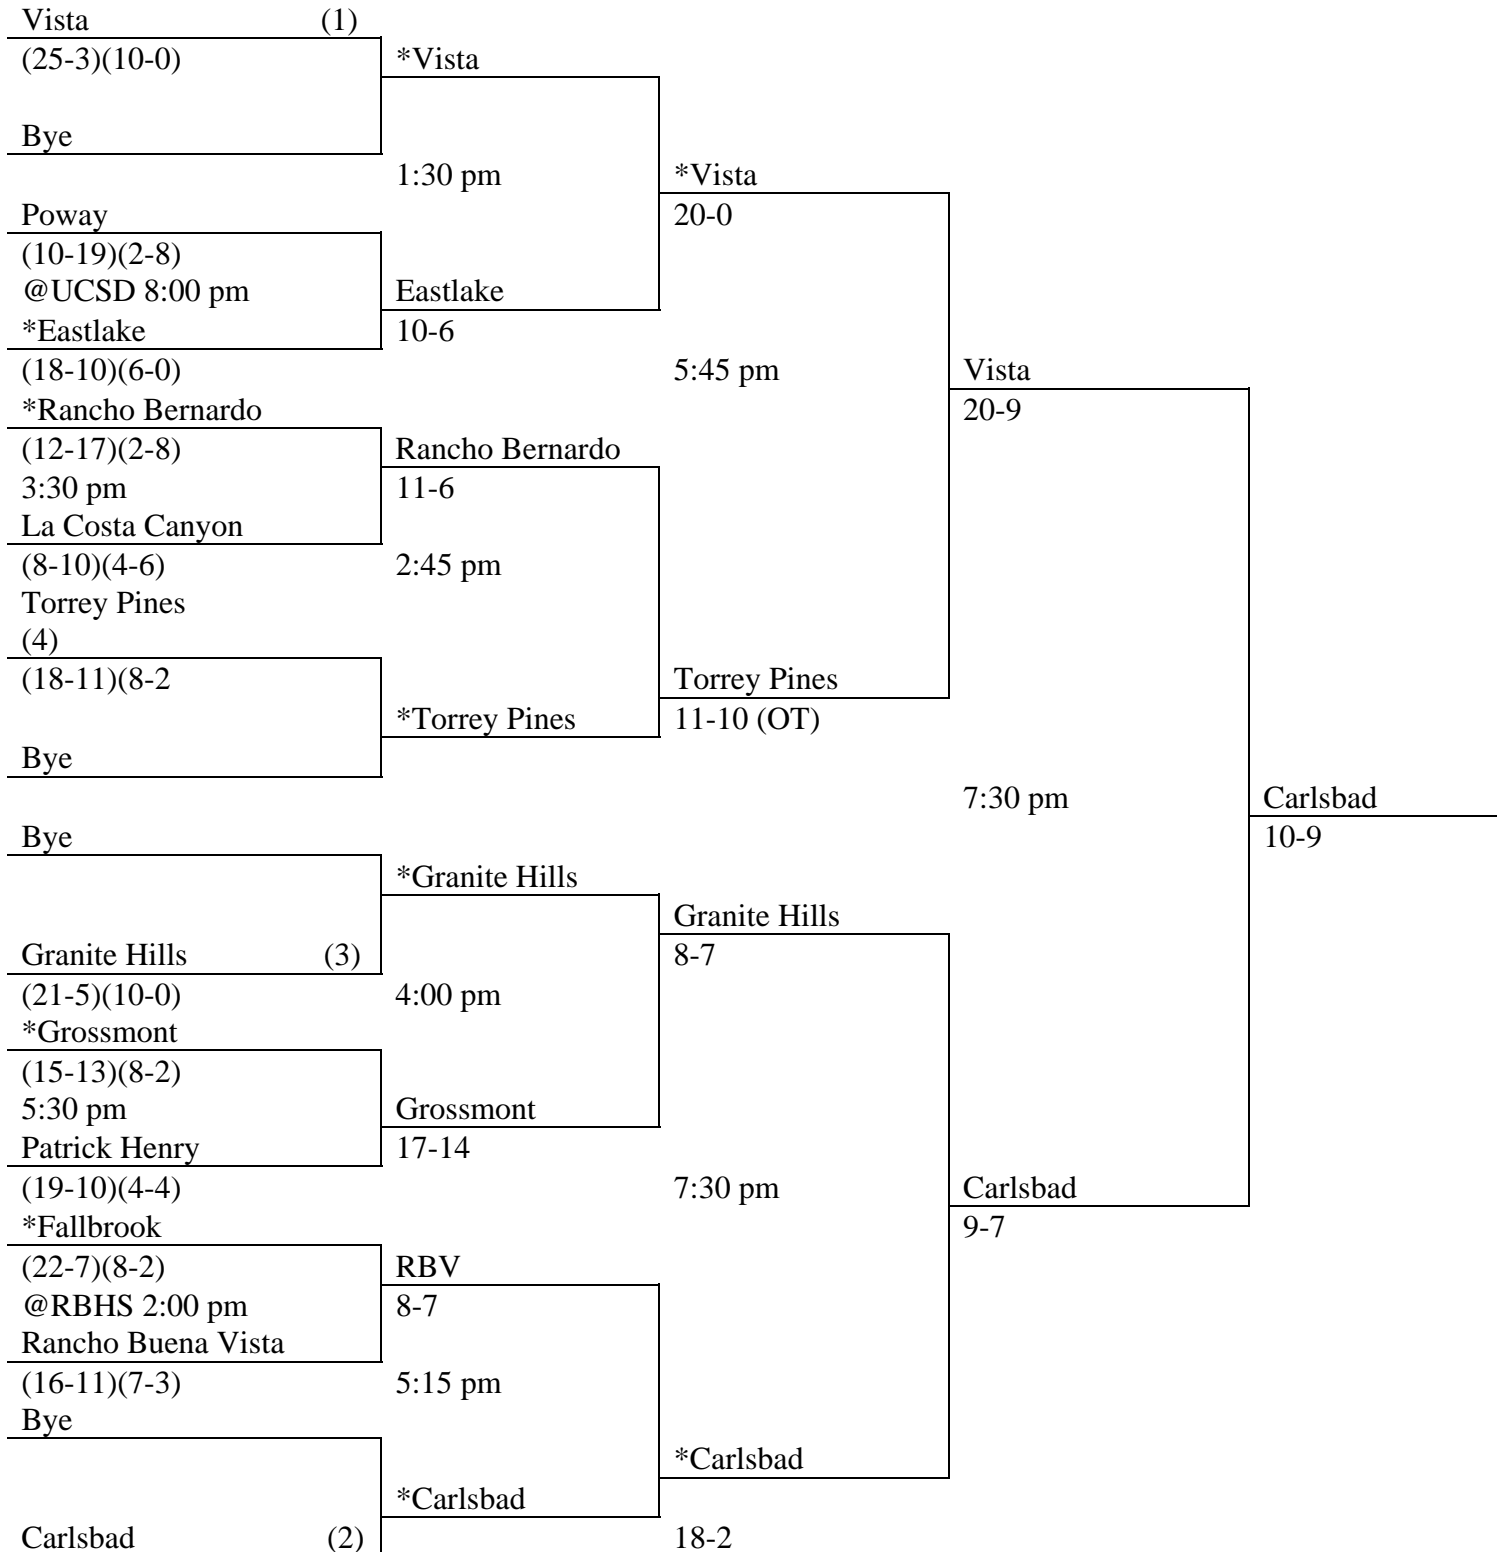 Vista (1)
(25-3)(10-0)
*Vista
Bye
1:30 pm
*Vista
Poway
20-0
(10-19)(2-8)
@UCSD 8:00 pm
Eastlake
*Eastlake
10-6
(18-10)(6-0)
5:45 pm
Vista
*Rancho Bernardo
20-9
(12-17)(2-8)
Rancho Bernardo
3:30 pm
11-6
La Costa Canyon
(8-10)(4-6)
2:45 pm
Torrey Pines
(4)
(18-11)(8-2
Torrey Pines
*Torrey Pines
11-10 (OT)
Bye
7:30 pm
Carlsbad
Bye
10-9
*Granite Hills
Granite Hills
Granite Hills (3)
8-7
(21-5)(10-0)
4:00 pm
*Grossmont
(15-13)(8-2)
5:30 pm
Grossmont
Patrick Henry
17-14
(19-10)(4-4)
7:30 pm
Carlsbad
*Fallbrook
9-7
(22-7)(8-2)
RBV
@RBHS 2:00 pm
8-7
Rancho Buena Vista
(16-11)(7-3)
5:15 pm
Bye
*Carlsbad
*Carlsbad
Carlsbad (2)
18-2